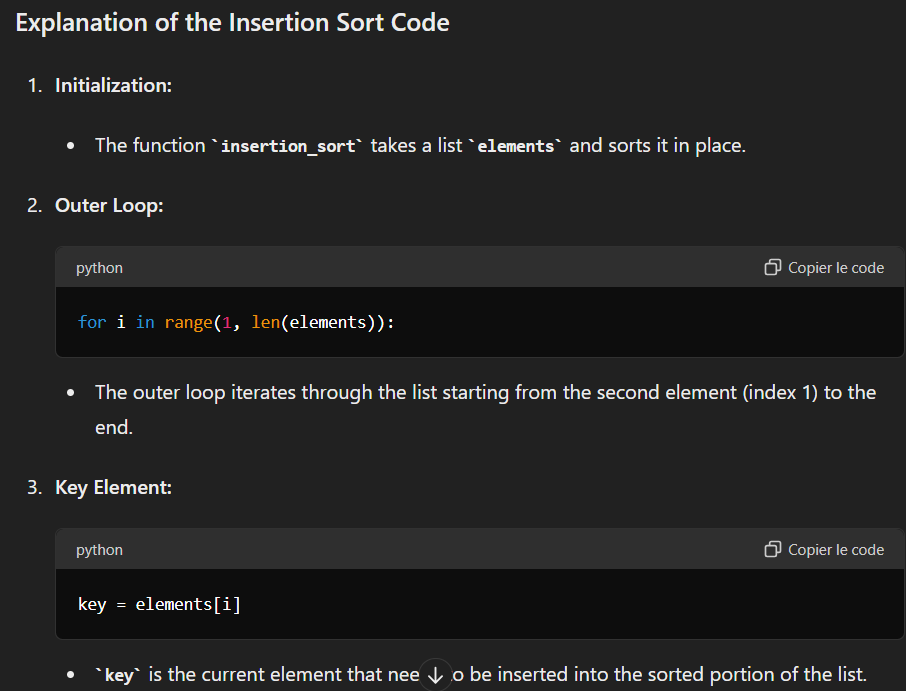 Explanation of the Insertion Sort Code
1. Initialization:
• The function `insertion_sort` takes a list `elements` and sorts it in place.
2. Outer Loop:
python Copier le code
for i in range(1, len(elements)):
• The outer loop iterates through the list starting from the second element (index 1) to the
end.
3. Key Element:
python Copier le code
key = elements[i]
• `key` is the current element that nee o be inserted into the sorted portion of the list.